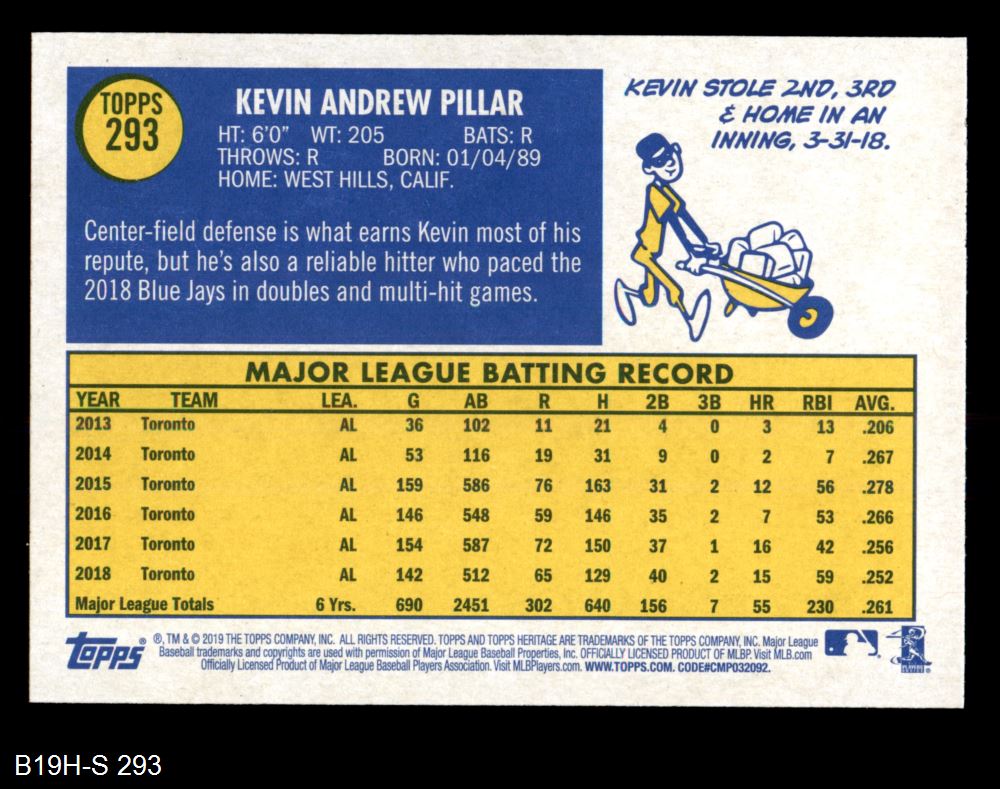 TOPPS
293
KEVIN ANDREW PILLAR
HT: 6'0" WT: 205 BATS: R
THROWS: R BORN: 01/04/89
HOME: WEST HILLS, CALIF.
Center-field defense is what earns Kevin most of his
repute, but he's also a reliable hitter who paced the
2018 Blue Jays in doubles and multi-hit games.
KEVIN STOLE 2ND, 3RD
& HOME IN AN
INNING, 3-31-18.
MAJOR LEAGUE BATTING RECORD
YEAR TEAM LEA. G AB R H 2B 3B HR RBI AVG.
2013 Toronto AL 36 102 11 21 4 0 3 13 .206
2014 Toronto AL 53 116 19 31 9 0 2 7 .267
2015 Toronto AL 159 586 76 163 31 2 12 56 .278
2016 Toronto AL 146 548 59 146 35 2 7 53 .266
2017 Toronto AL 154 587 72 150 37 1 16 42 .256
2018 Toronto AL 142 512 65 129 40 2 15 59 .252
Major League Totals 6 Yrs. 690 2451 302 640 156 7 55 230 .261
Topps ®
®, TM & © 2019 THE TOPPS COMPANY, INC. ALL RIGHTS RESERVED. TOPPS AND TOPPS HERITAGE ARE TRADEMARKS OF THE TOPPS COMPANY, INC. Major League
Baseball trademarks and copyrights are used with permission of Major League Baseball Properties, Inc. OFFICIALLY LICENSED PRODUCT OF MLBP. Visit MLB.com
Officially Licensed Product of Major League Baseball Players Association. Visit MLBPlayers.com. WWW.TOPPS.COM. CODE#CMP032092.
B19H-S 293